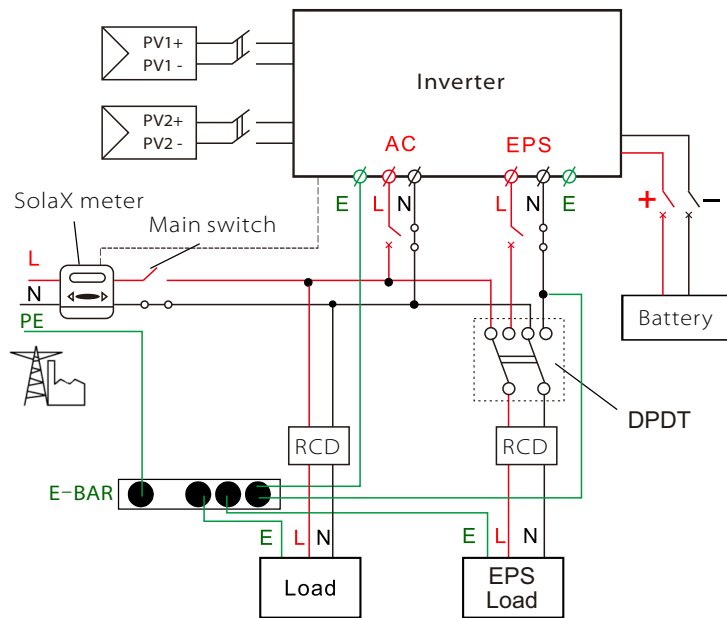 PV1+
PV1 -
PV2+
PV2 -
Inverter
AC
EPS
E
L
N
L
N
E
SolaX meter
Main switch
+
–
L
N
PE
Battery
DPDT
RCD
RCD
E-BAR
E
L
N
E
L
N
Load
EPS
Load